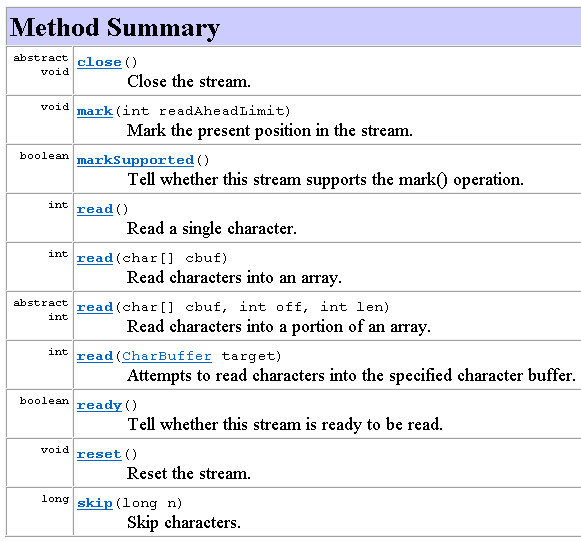 Method Summary
abstract void close()
Close the stream.
void mark(int readAheadLimit)
Mark the present position in the stream.
boolean markSupported()
Tell whether this stream supports the mark() operation.
int read()
Read a single character.
int read(char[] cbuf)
Read characters into an array.
abstract int read(char[] cbuf, int off, int len)
Read characters into a portion of an array.
int read(CharBuffer target)
Attempts to read characters into the specified character buffer.
boolean ready()
Tell whether this stream is ready to be read.
void reset()
Reset the stream.
long skip(long n)
Skip characters.